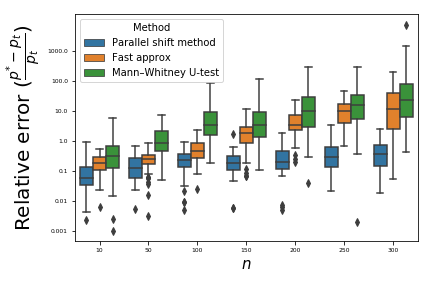 Method
Parallel shift method
Fast approx
Mann–Whitney U-test
Relative error (p* − pt / pt)
1000.0
100.0
10.0
1.0
0.1
0.01
0.001
10 50 100 150 200 250 300
n